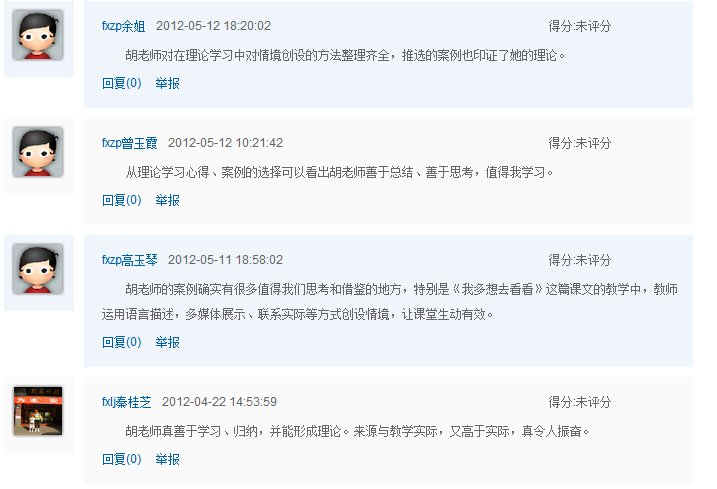 fxzp余姐 2012-05-12 18:20:02 得分:未评分
胡老师对在理论学习中对情境创设的方法整理齐全，推选的案例也印证了她的理论。
回复(0) 举报
fxzp曾玉霞 2012-05-12 10:21:42 得分:未评分
从理论学习心得、案例的选择可以看出胡老师善于总结、善于思考，值得我学习。
回复(0) 举报
fxzp高玉琴 2012-05-11 18:58:02 得分:未评分
胡老师的案例确实有很多值得我们思考和借鉴的地方，特别是《我多想去看看》这篇课文的教学中，教师
运用语言描述，多媒体展示、联系实际等方式创设情境，让课堂生动有效。
回复(0) 举报
fxlj秦桂芝 2012-04-22 14:53:59 得分:未评分
胡老师真善于学习、归纳，并能形成理论。来源与教学实际，又高于实际，真令人振奋。
回复(0) 举报